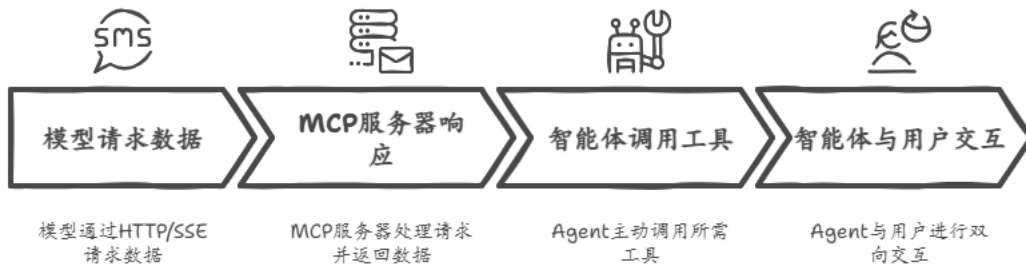 SMS
模型请求数据
MCP服务器响
应
智能体调用工具
智能体与用户交互
模型通过HTTP/SSE
请求数据
MCP服务器处理请求
并返回数据
Agent主动调用所需
工具
Agent与用户进行双
向交互